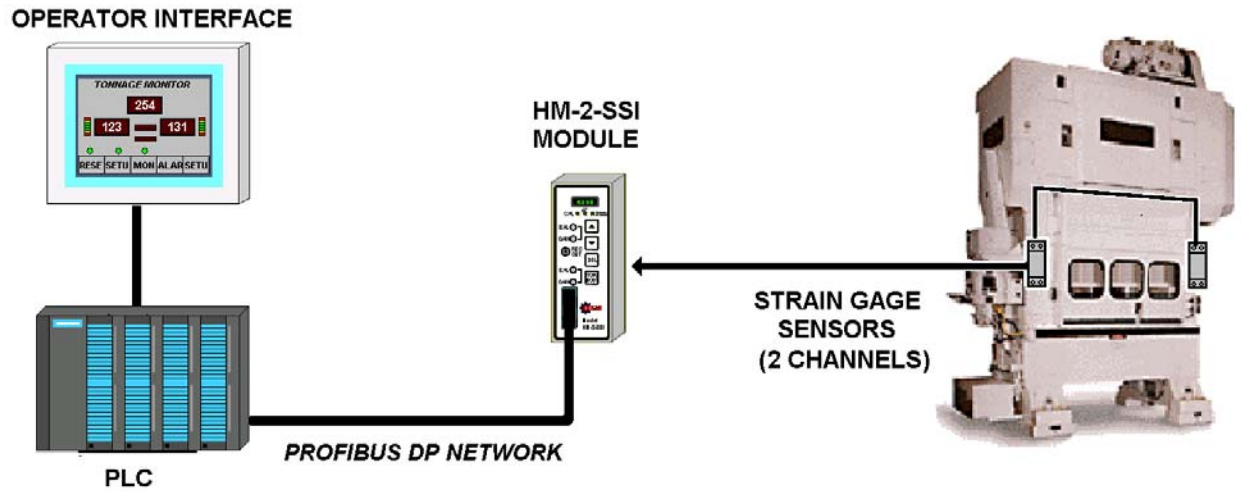 OPERATOR INTERFACE
TONNAGE MONITOR
254
123
131
RESE SETU MON ALAR SETU
HM-2-SSI
MODULE
STRAIN GAGE
SENSORS
(2 CHANNELS)
PROFIBUS DP NETWORK
PLC